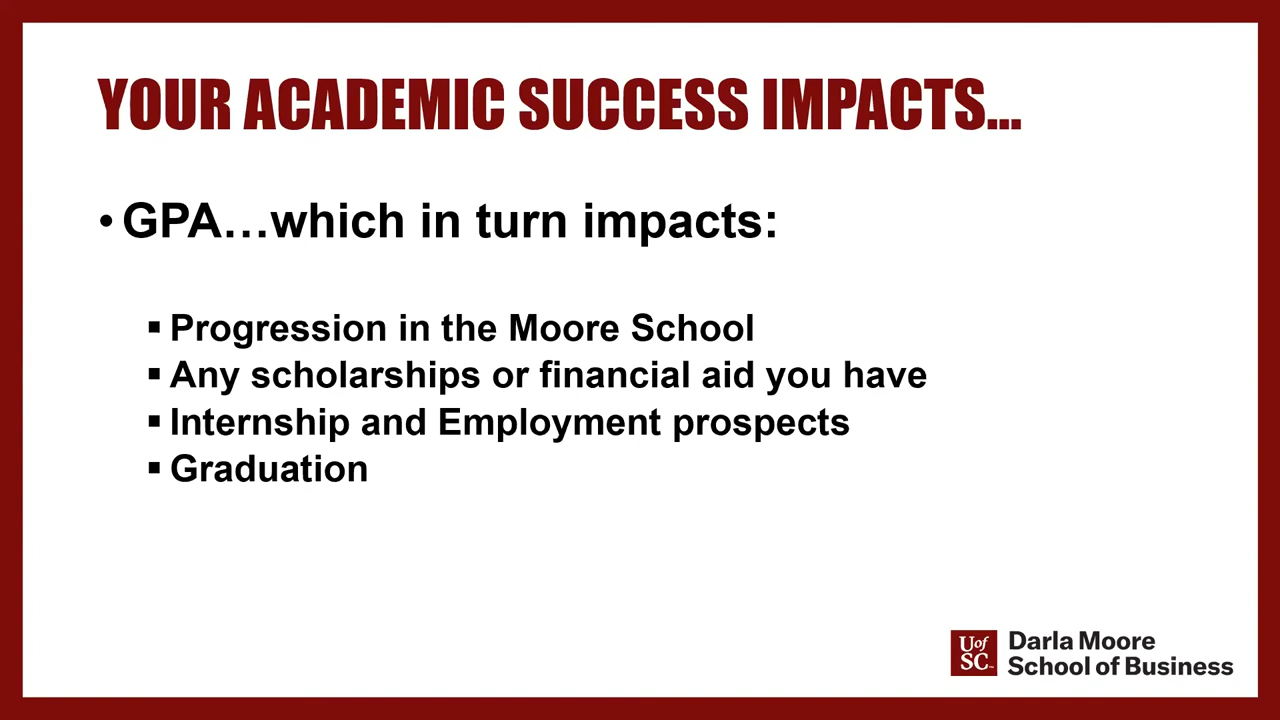 YOUR ACADEMIC SUCCESS IMPACTS...
• GPA…which in turn impacts:
▪ Progression in the Moore School
▪ Any scholarships or financial aid you have
▪ Internship and Employment prospects
▪ Graduation
UofSC
Darla Moore
School of Business